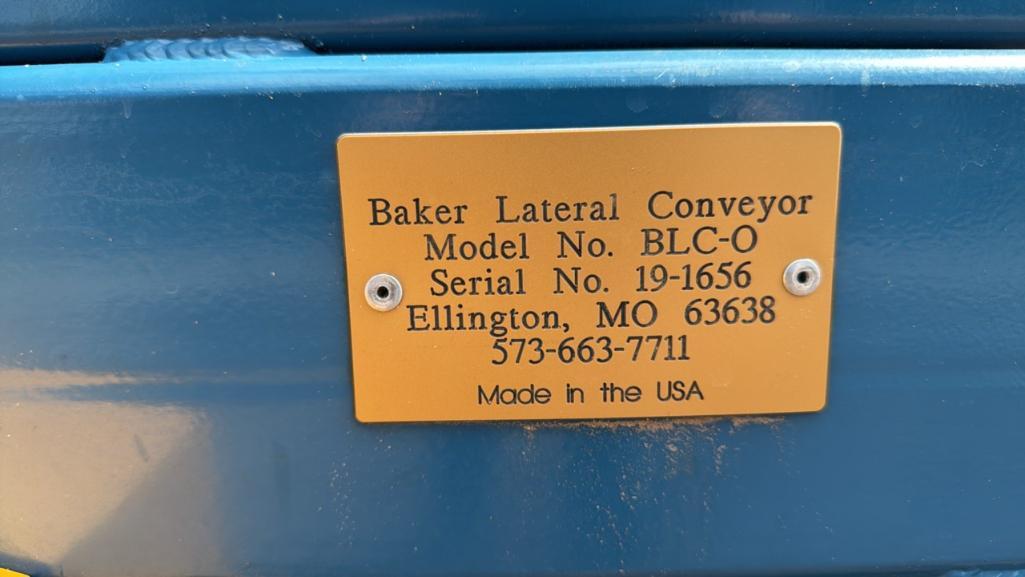 Baker Lateral Conveyor
Model No. BLC-O
Serial No. 19-1656
Ellington, MO 63638
573-663-7711
Made in the USA